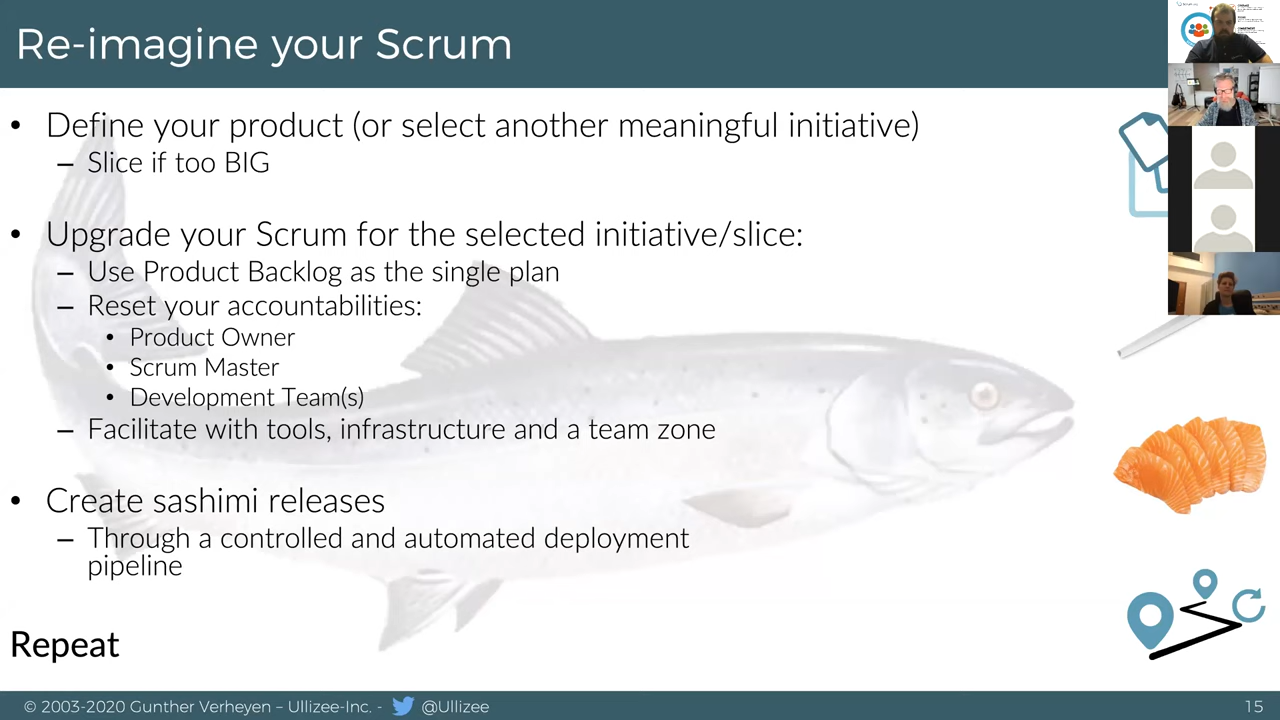 Re-imagine your Scrum
• Define your product (or select another meaningful initiative)
– Slice if too BIG
• Upgrade your Scrum for the selected initiative/slice:
– Use Product Backlog as the single plan
– Reset your accountabilities:
• Product Owner
• Scrum Master
• Development Team(s)
– Facilitate with tools, infrastructure and a team zone
• Create sashimi releases
– Through a controlled and automated deployment
pipeline
Repeat
© 2003-2020 Gunther Verheyen – Ullizee-Inc. - @Ullizee
15